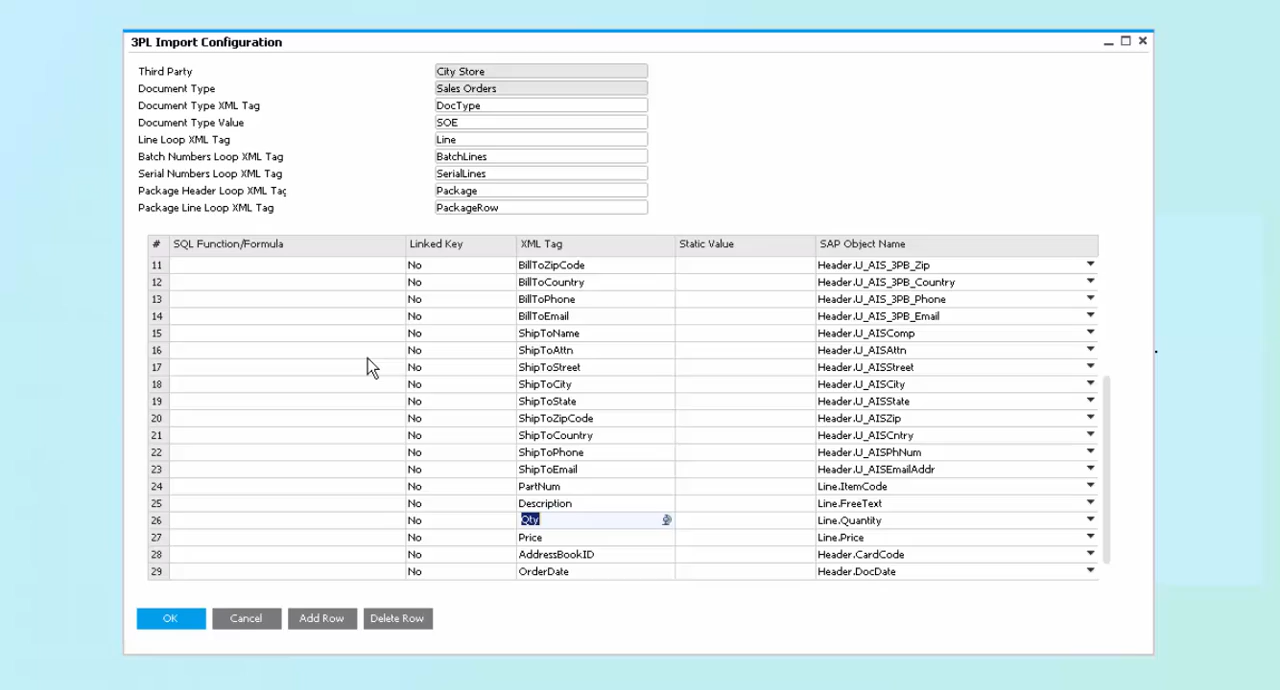 3PL Import Configuration
Third Party City Store
Document Type Sales Orders
Document Type XML Tag DocType
Document Type Value SOE
Line Loop XML Tag Line
Batch Numbers Loop XML Tag BatchLines
Serial Numbers Loop XML Tag SerialLines
Package Header Loop XML Tag Package
Package Line Loop XML Tag PackageRow
# SQL Function/Formula Linked Key XML Tag Static Value SAP Object Name
11 No BillToZipCode Header.U_AIS_3PB_Zip
12 No BillToCountry Header.U_AIS_3PB_Country
13 No BillToPhone Header.U_AIS_3PB_Phone
14 No BillToEmail Header.U_AIS_3PB_Email
15 No ShipToName Header.U_AISComp
16 No ShipToAttn Header.U_AISAttn
17 No ShipToStreet Header.U_AISStreet
18 No ShipToCity Header.U_AISCity
19 No ShipToState Header.U_AISState
20 No ShipToZipCode Header.U_AISZip
21 No ShipToCountry Header.U_AISCntry
22 No ShipToPhone Header.U_AISPhNum
23 No ShipToEmail Header.U_AISEmailAddr
24 No PartNum Line.ItemCode
25 No Description Line.FreeText
26 No Qty Line.Quantity
27 No Price Line.Price
28 No AddressBookID Header.CardCode
29 No OrderDate Header.DocDate
OK Cancel Add Row Delete Row